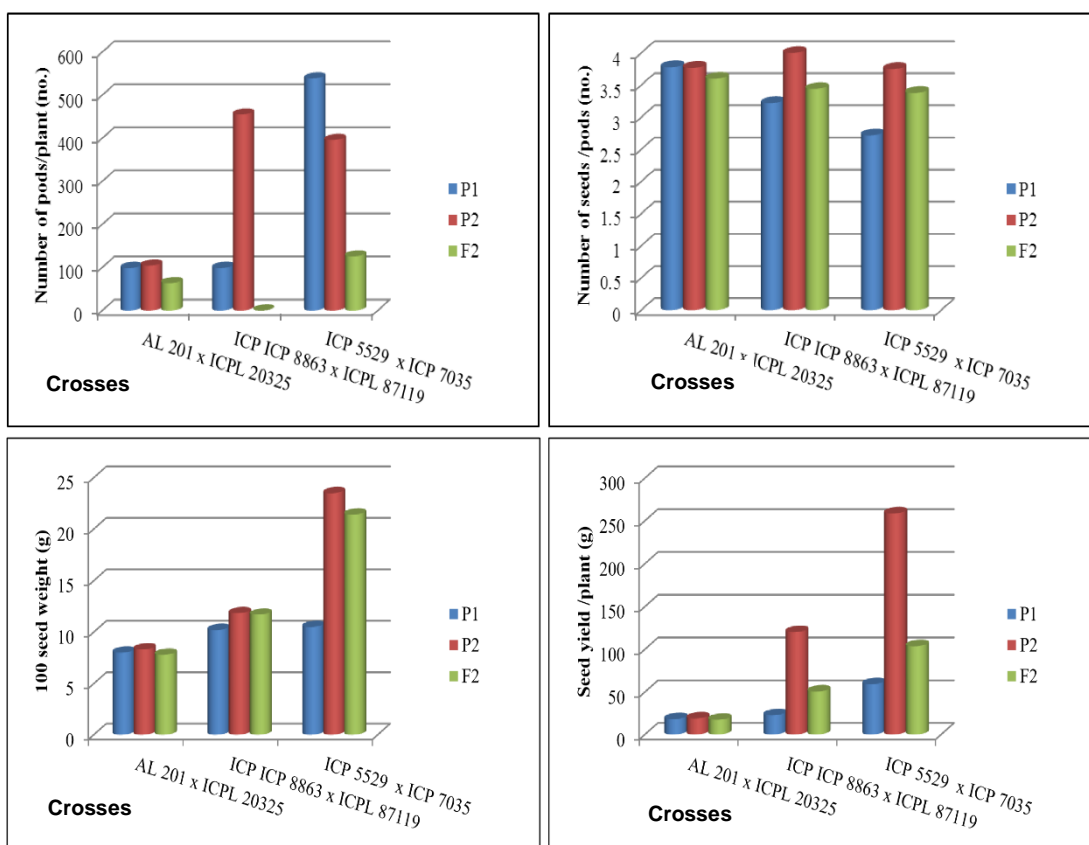 Number of pods/plant (no.)
600
500
400
300
200
100
0
AL 201 x ICPL 20325
ICP ICP 8863 x ICPL 87119
ICP 5529 x ICP 7035
Crosses
P1
P2
F2
Number of seeds /pods (no.)
4
3.5
3
2.5
2
1.5
1
0.5
0
AL 201 x ICPL 20325
ICP ICP 8863 x ICPL 87119
ICP 5529 x ICP 7035
Crosses
P1
P2
F2
100 seed weight (g)
25
20
15
10
5
0
AL 201 x ICPL 20325
ICP ICP 8863 x ICPL 87119
ICP 5529 x ICP 7035
Crosses
P1
P2
F2
Seed yield /plant (g)
300
250
200
150
100
50
0
AL 201 x ICPL 20325
ICP ICP 8863 x ICPL 87119
ICP 5529 x ICP 7035
Crosses
P1
P2
F2